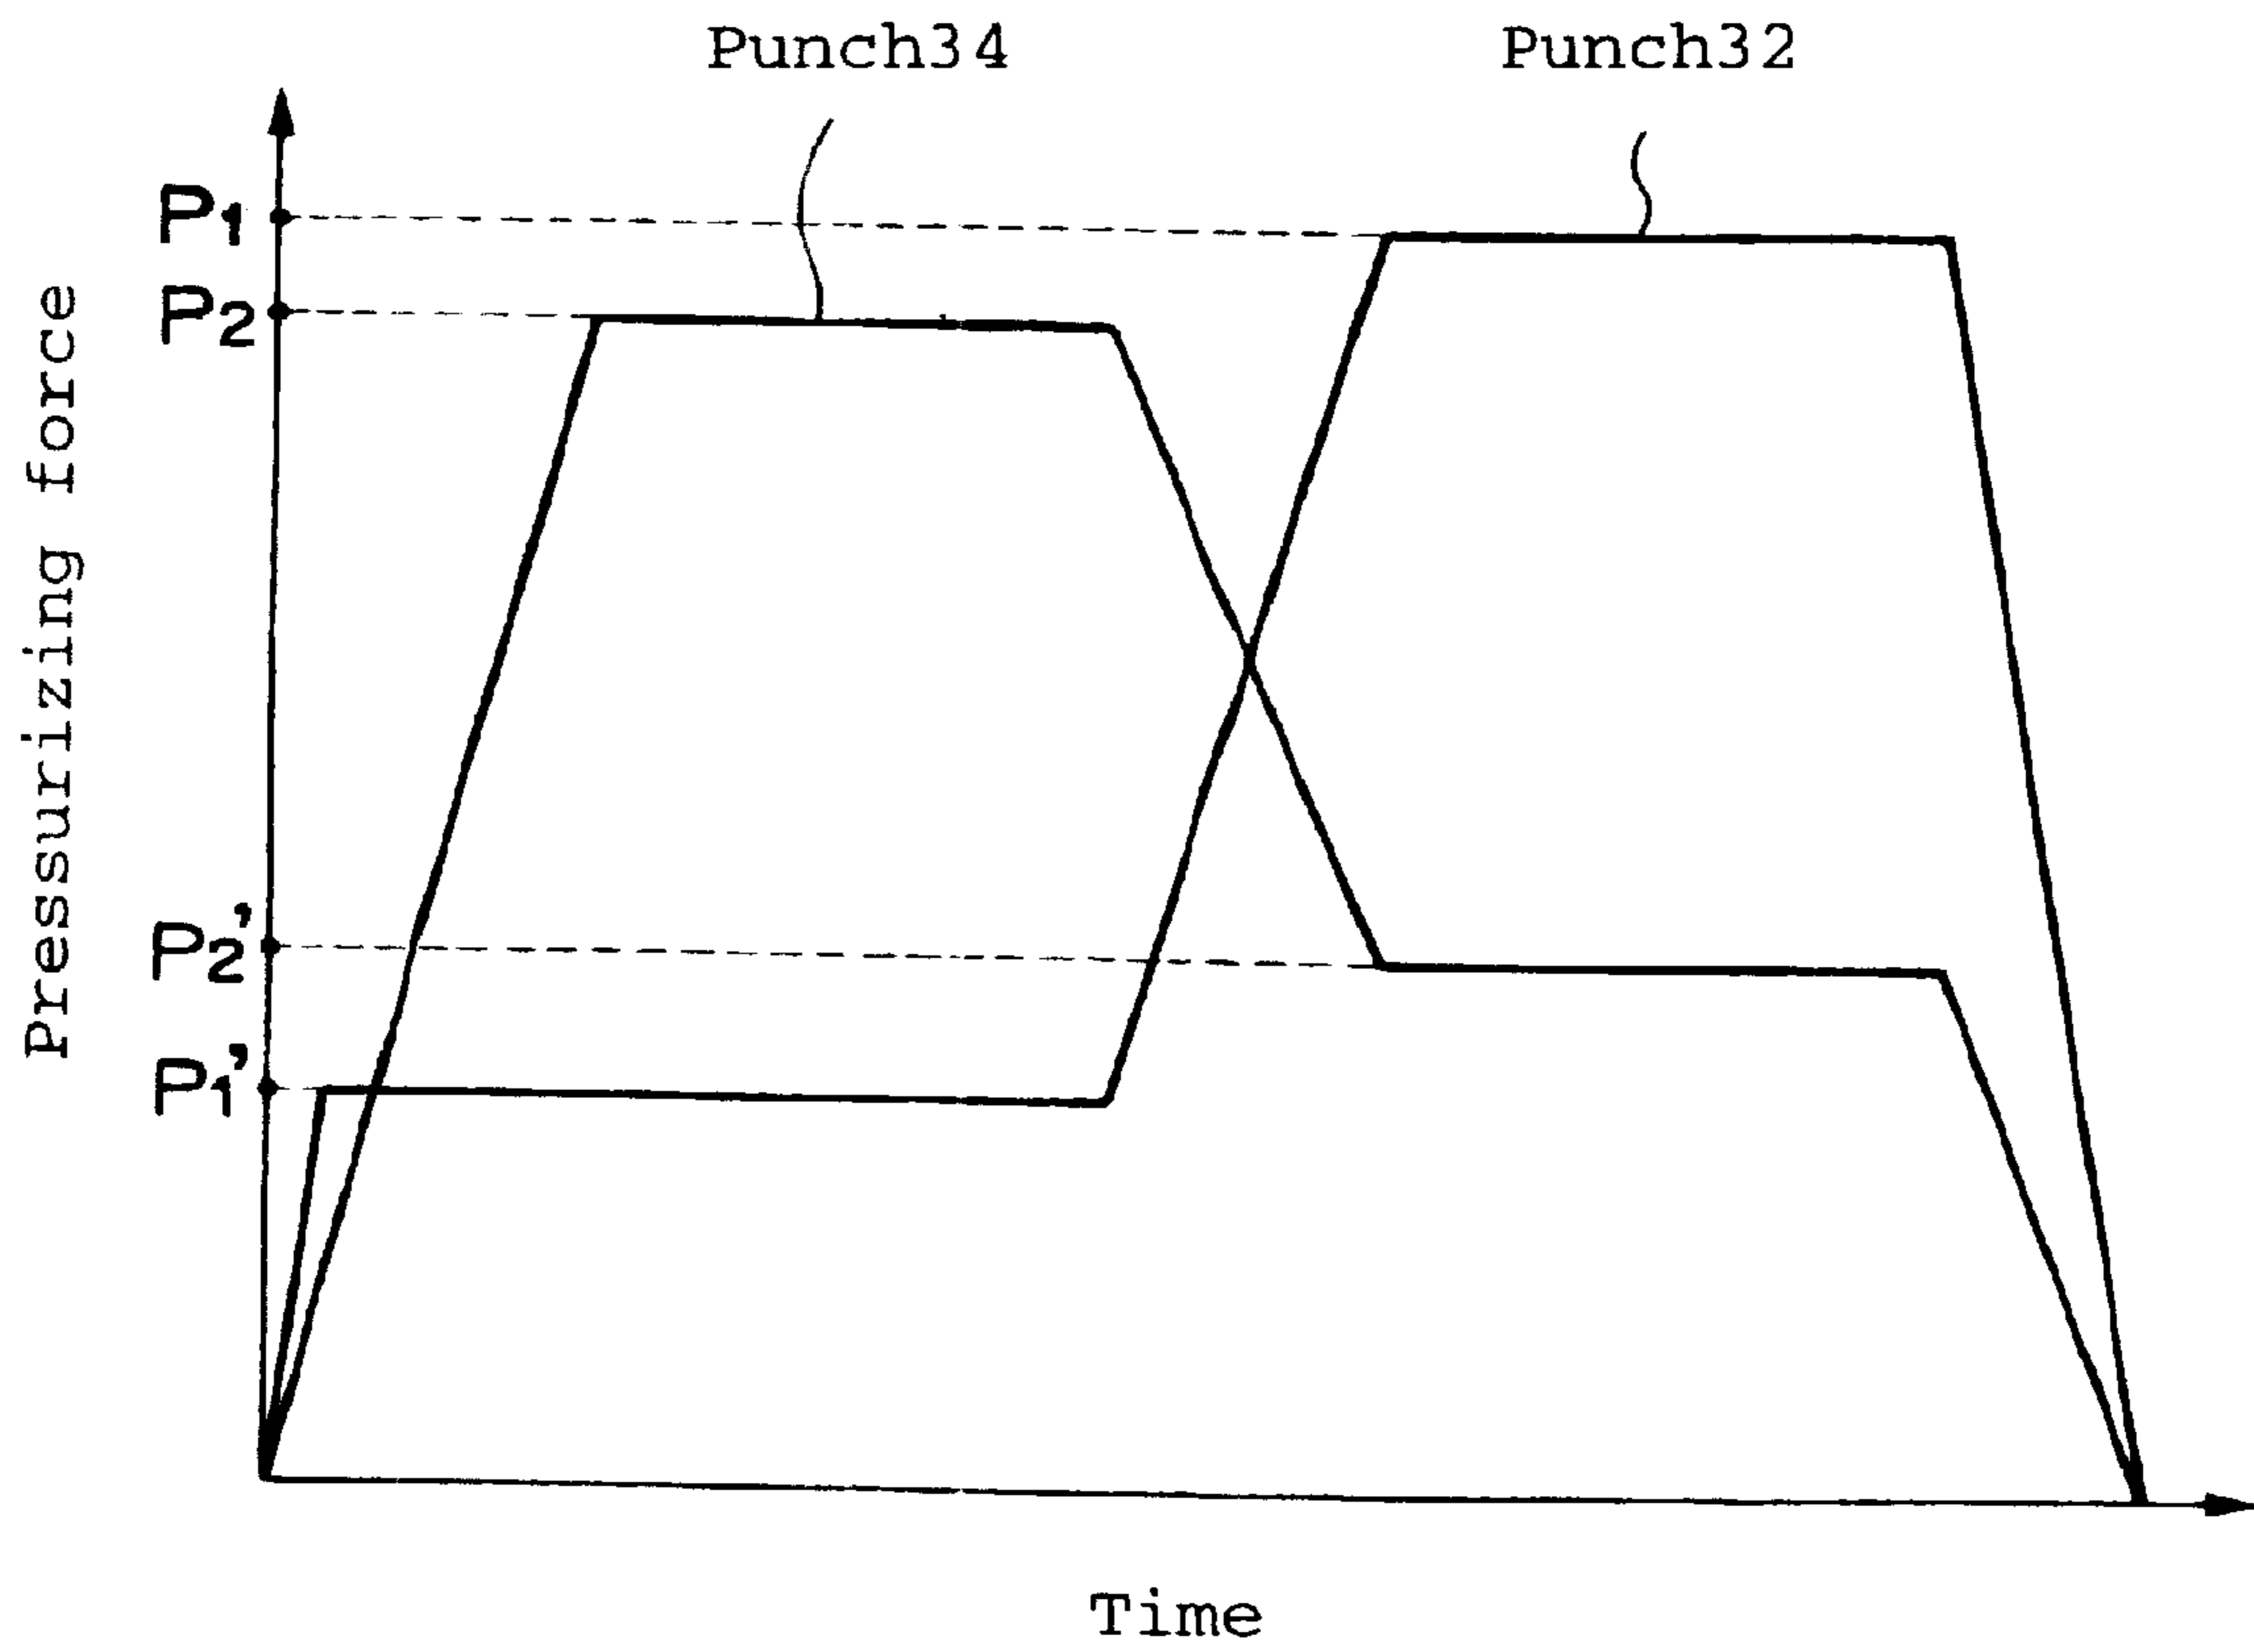 Punch34
Punch32
P1
P2
P2'
P1'
Pressurizing force
Time